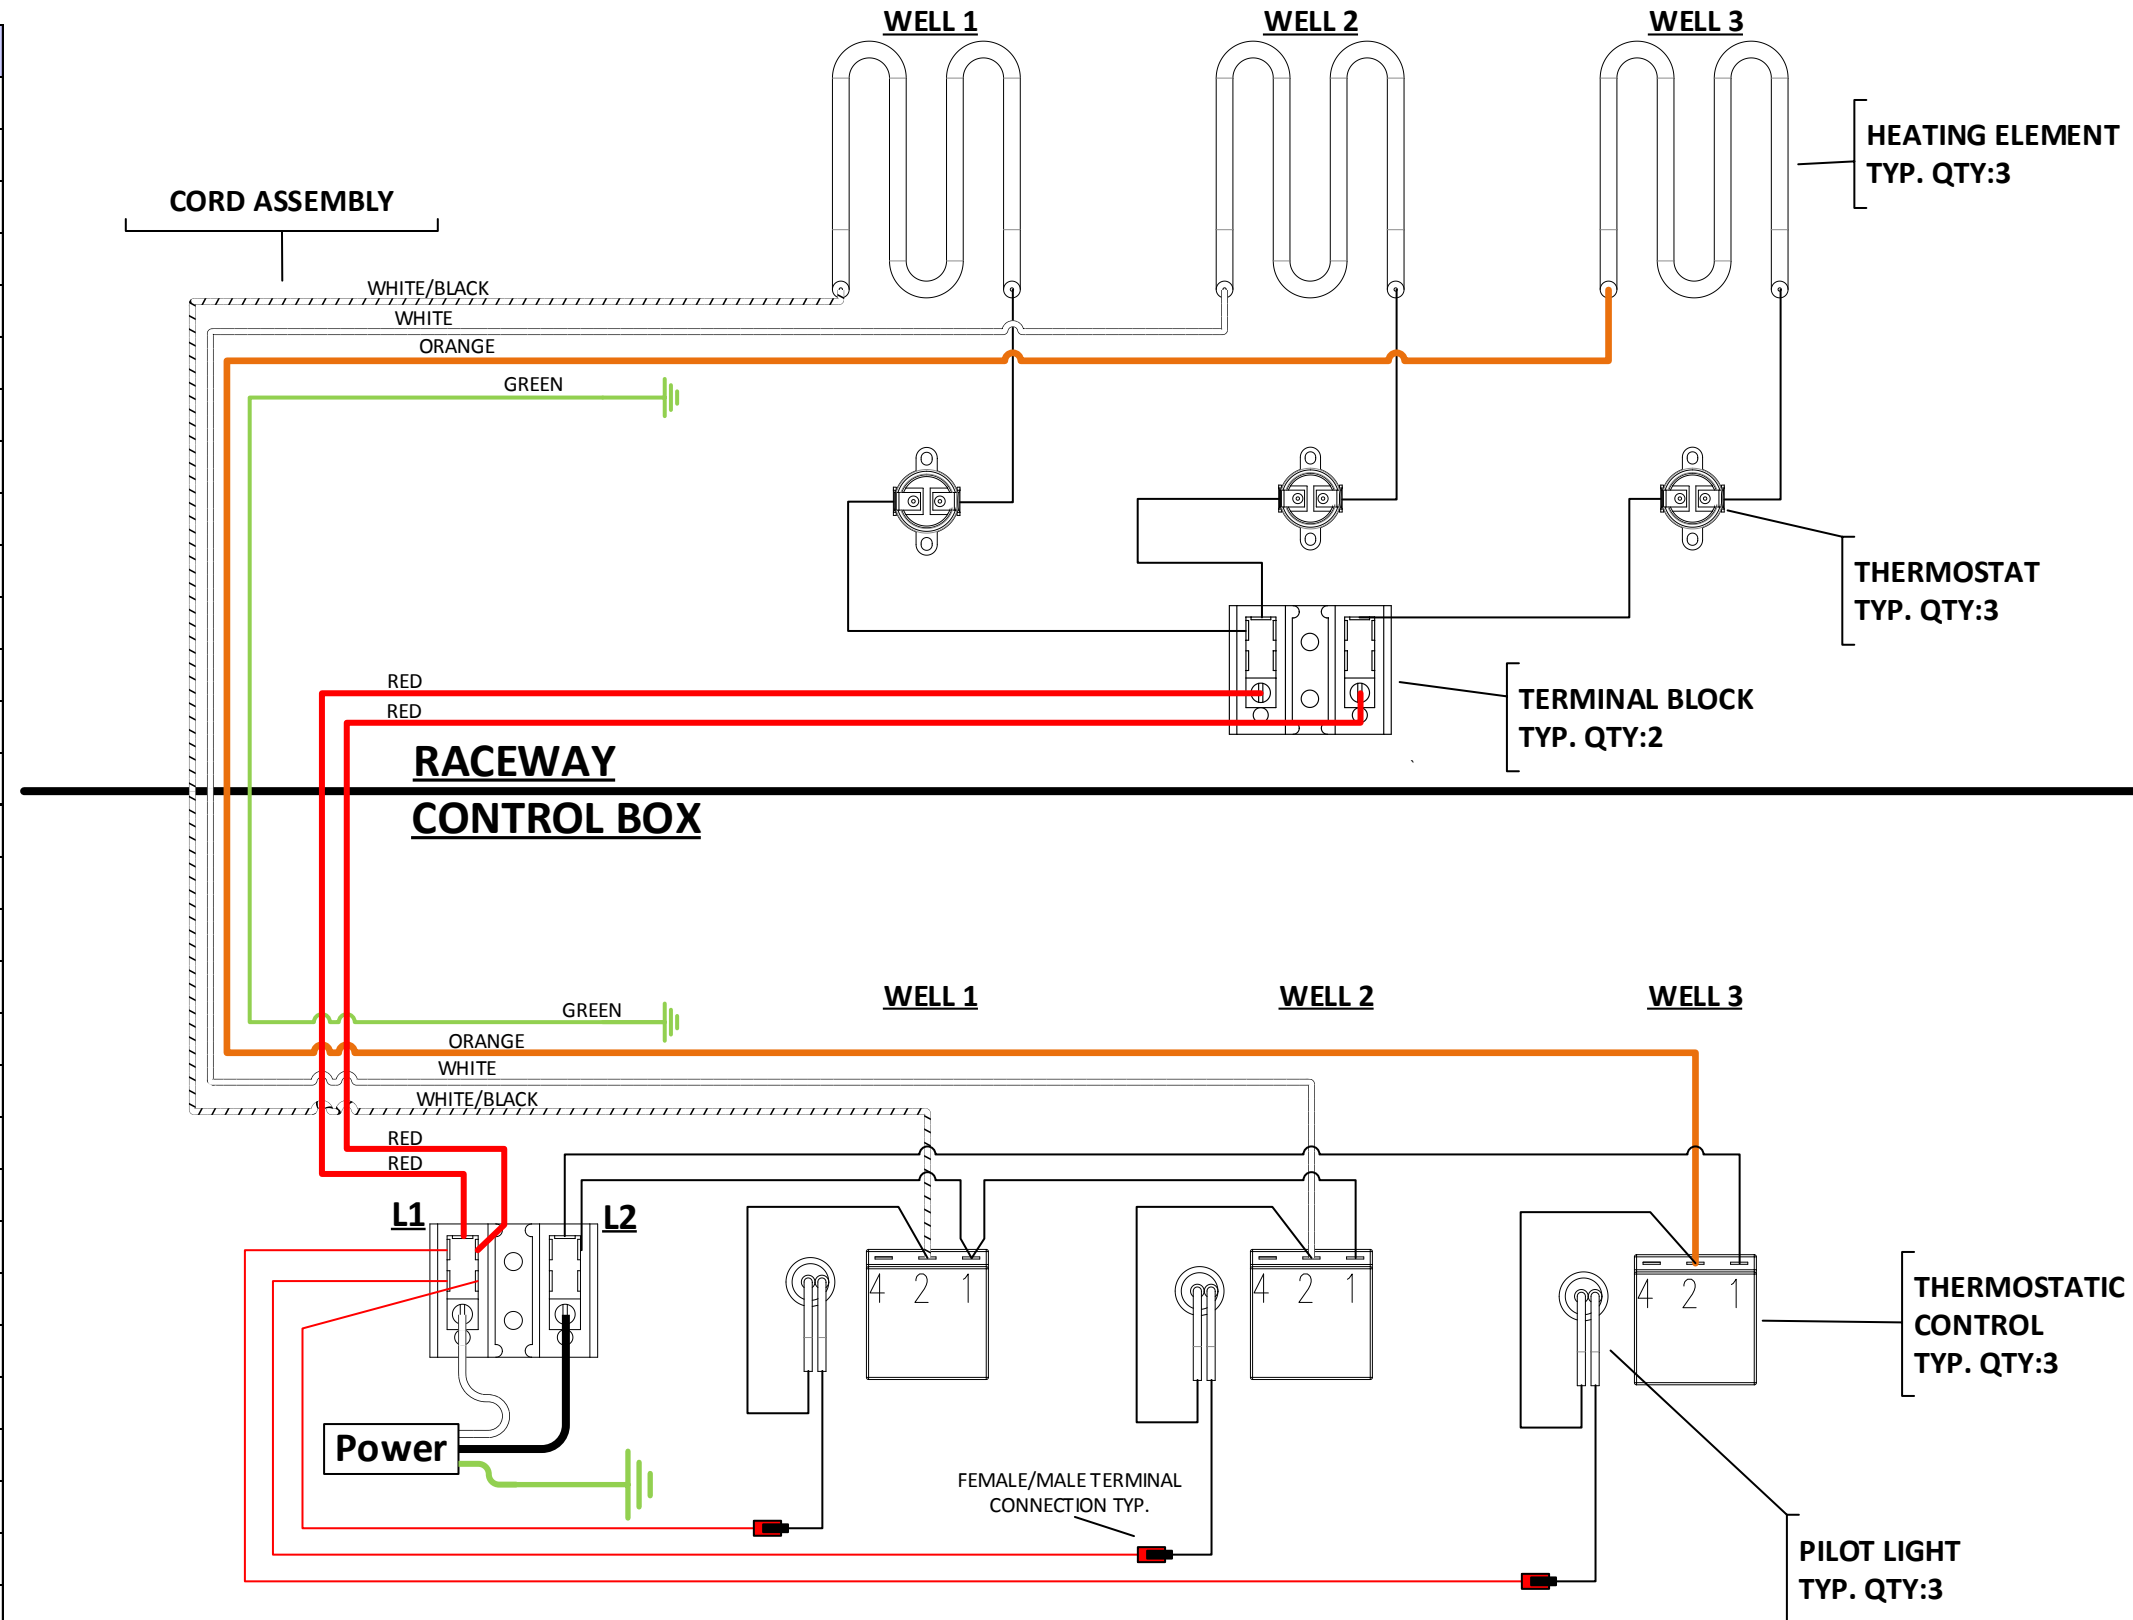 WELL 1
WELL 2
WELL 3
HEATING ELEMENT
TYP. QTY:3
CORD ASSEMBLY
WHITE/BLACK
WHITE
ORANGE
GREEN
THERMOSTAT
TYP. QTY:3
RED
RED
TERMINAL BLOCK
TYP. QTY:2
RACEWAY
CONTROL BOX
WELL 1
WELL 2
WELL 3
GREEN
ORANGE
WHITE
WHITE/BLACK
RED
RED
L1
L2
4 2 1
4 2 1
4 2 1
THERMOSTATIC
CONTROL
TYP. QTY:3
Power
FEMALE/MALE TERMINAL
CONNECTION TYP.
PILOT LIGHT
TYP. QTY:3